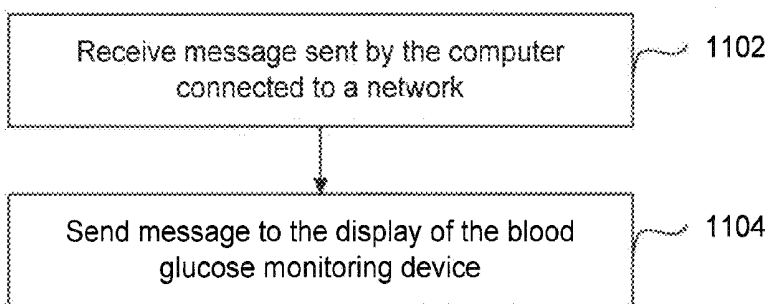 Receive message sent by the computer
connected to a network
1102
Send message to the display of the blood
glucose monitoring device
1104